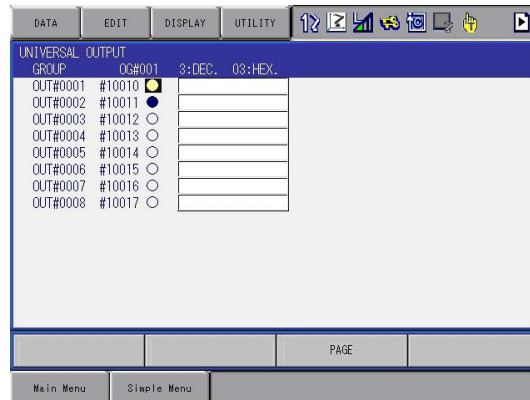 DATA EDIT DISPLAY UTILITY
UNIVERSAL OUTPUT
GROUP OG#001 3:DEC. 03:HEX.
OUT#0001 #10010
OUT#0002 #10011
OUT#0003 #10012
OUT#0004 #10013
OUT#0005 #10014
OUT#0006 #10015
OUT#0007 #10016
OUT#0008 #10017
PAGE
Main Menu Simple Menu